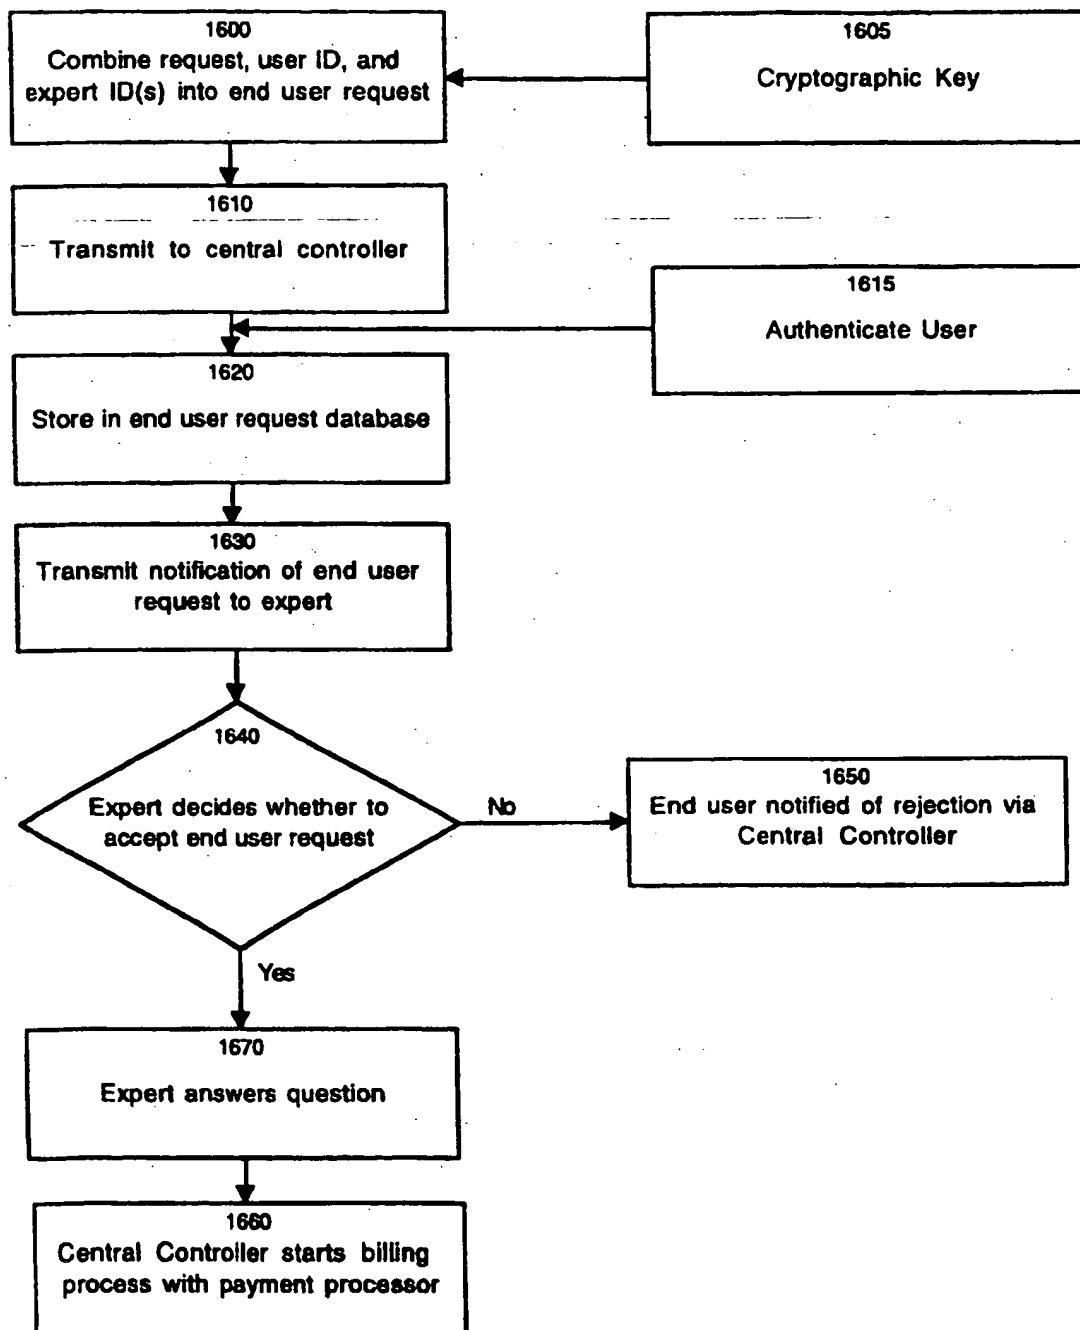 1600
Combine request, user ID, and
expert ID(s) into end user request
1605
Cryptographic Key
1610
Transmit to central controller
1615
Authenticate User
1620
Store in end user request database
1630
Transmit notification of end user
request to expert
1640
Expert decides whether to
accept end user request
No
1650
End user notified of rejection via
Central Controller
Yes
1670
Expert answers question
1660
Central Controller starts billing
process with payment processor